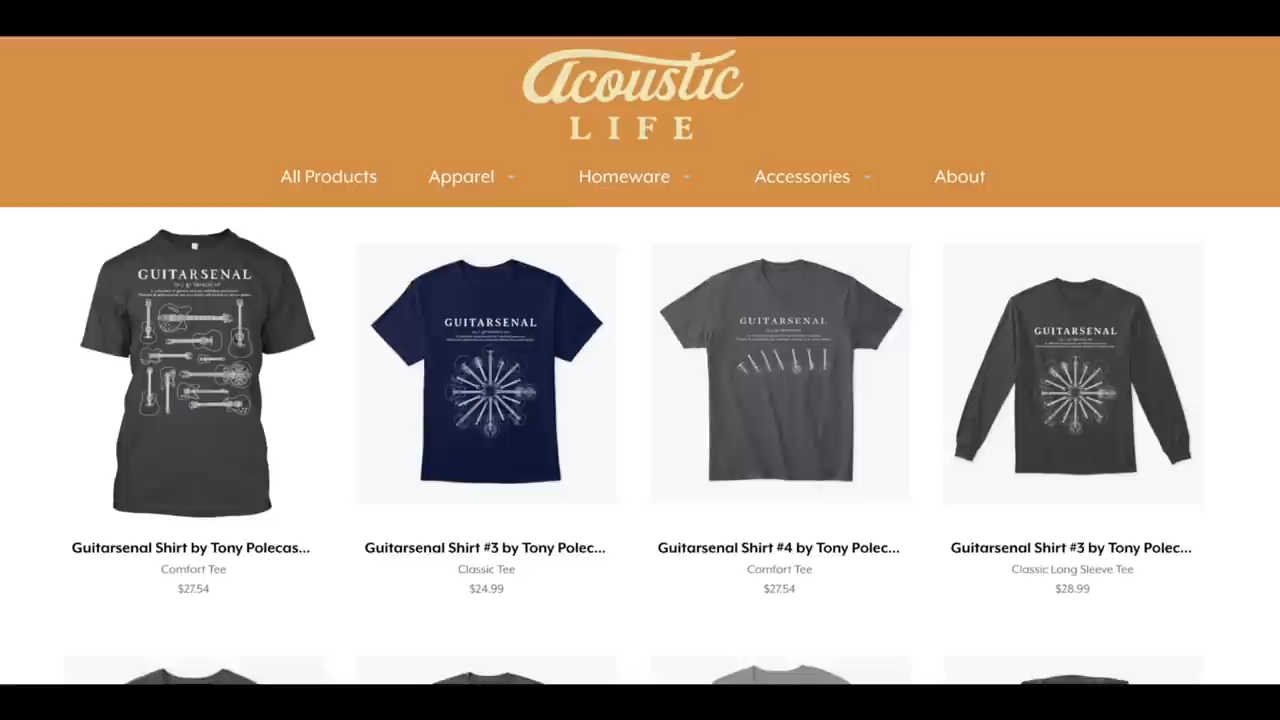 Acoustic
LIFE
All Products
Apparel
Homeware
Accessories
About
GUITARSENAL
GUITARSENAL
GUITARSENAL
GUITARSENAL
Guitarsenal Shirt by Tony Polecas...
Comfort Tee
$27.54
Guitarsenal Shirt #3 by Tony Polec...
Classic Tee
$24.99
Guitarsenal Shirt #4 by Tony Polec...
Comfort Tee
$27.54
Guitarsenal Shirt #3 by Tony Polec...
Classic Long Sleeve Tee
$28.99